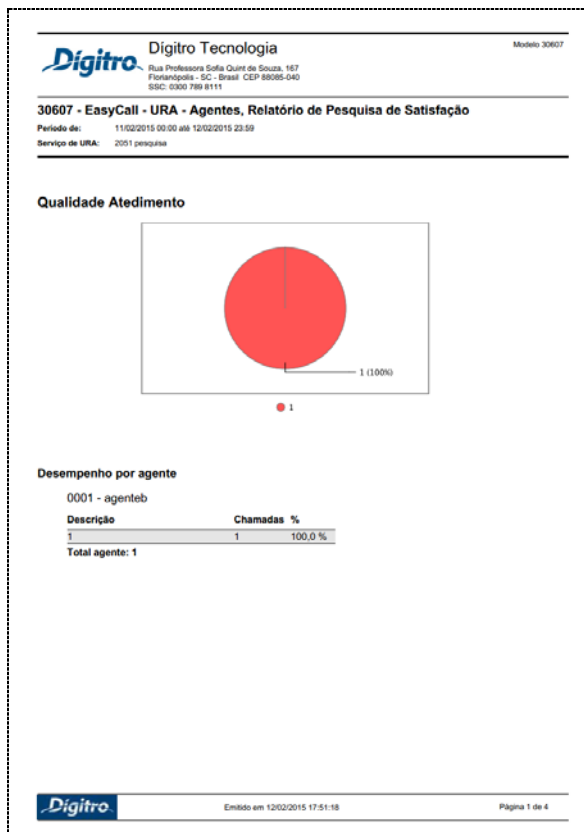 Dígitro
Dígitro Tecnologia
Modelo 30607
Rua Professora Sofia Quint de Souza, 167
Florianópolis - SC - Brasil CEP 88085-040
SSC: 0300 789 8111
30607 - EasyCall - URA - Agentes, Relatório de Pesquisa de Satisfação
Período de: 11/02/2015 00:00 até 12/02/2015 23:59
Serviço de URA: 2051 pesquisa
Qualidade Atedimento
1 (100%)
1
Desempenho por agente
0001 - agenteb
Descrição Chamadas %
1 1 100,0 %
Total agente: 1
Dígitro
Emitido em 12/02/2015 17:51:18
Página 1 de 4